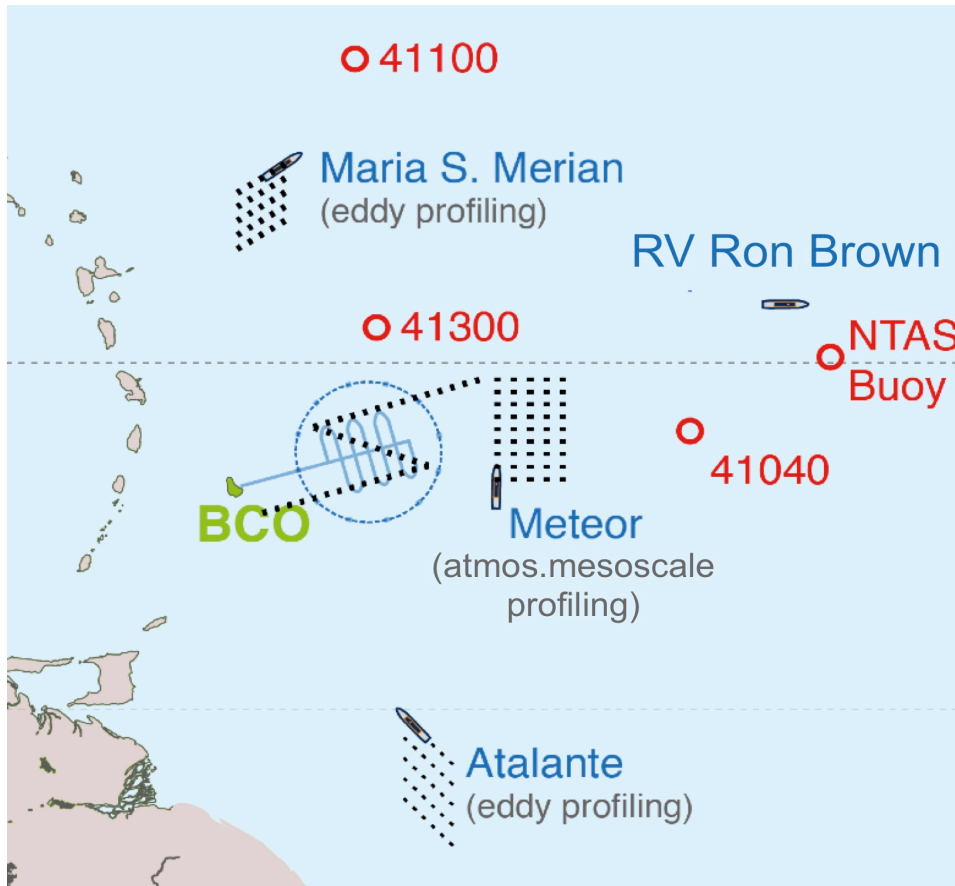 41100
Maria S. Merian
(eddy profiling)
RV Ron Brown
41300
NTAS
Buoy
41040
BCO
Meteor
(atmos.mesoscale
profiling)
Atalante
(eddy profiling)